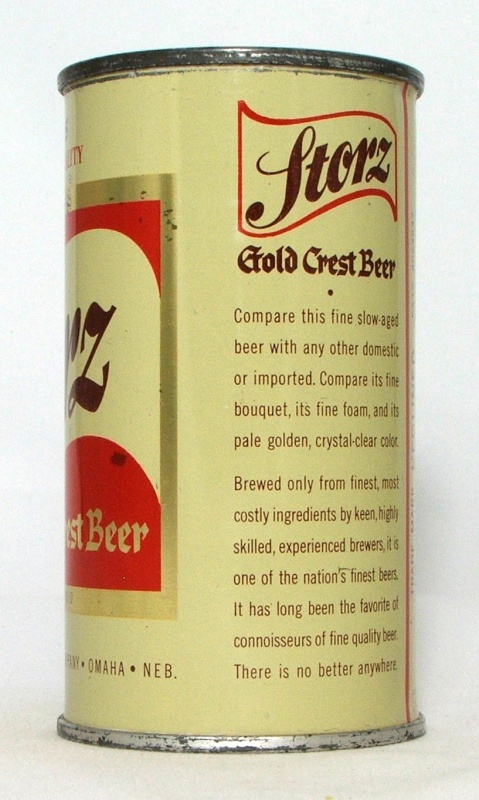 Storz
Gold Crest Beer
Compare this fine slow-aged
beer with any other domestic
or imported. Compare its fine
bouquet, its fine foam, and its
pale golden, crystal-clear color.
Brewed only from finest, most
costly ingredients by keen, highly
skilled, experienced brewers, it is
one of the nation's finest beers.
It has long been the favorite of
connoisseurs of fine quality beer.
There is no better anywhere.
LITY
rz
est Beer
ANY • OMAHA • NEB.